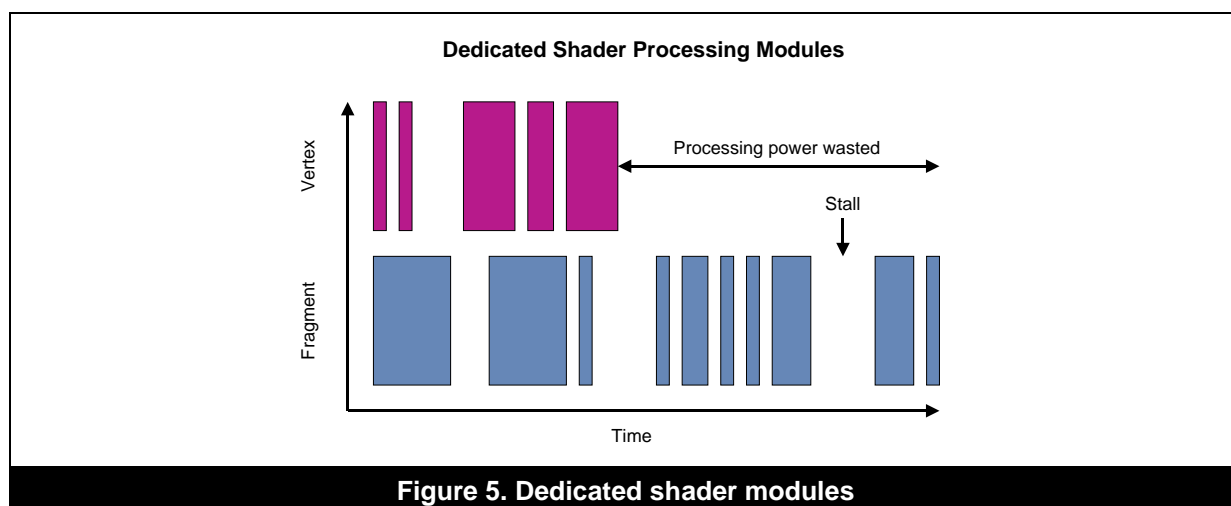 Dedicated Shader Processing Modules
Vertex
Processing power wasted
Stall
Fragment
Time
Figure 5. Dedicated shader modules